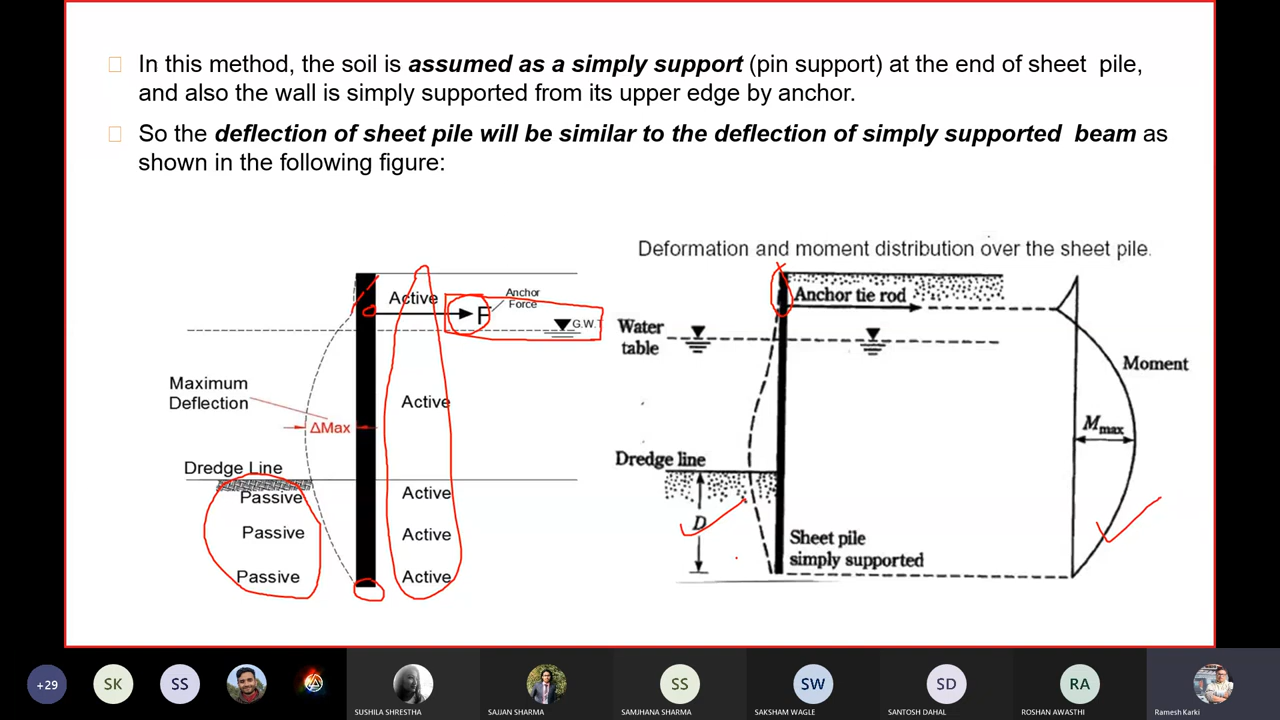 In this method, the soil is assumed as a simply support (pin support) at the end of sheet pile,
and also the wall is simply supported from its upper edge by anchor.
So the deflection of sheet pile will be similar to the deflection of simply supported beam as
shown in the following figure:
Deformation and moment distribution over the sheet pile.
Active
F
Anchor
Force
G.W.T
Maximum
Deflection
Active
ΔMax
Dredge Line
Passive
Active
Passive
Active
Passive
Active
Anchor tie rod
Water
table
Moment
Mmax
Dredge line
D
Sheet pile
simply supported
+29
SK
SS
SUSHILA SHRESTHA
SAJJAN SHARMA
SS
SAMJHANA SHARMA
SW
SAKSHAM WAGLE
SD
SANTOSH DAHAL
RA
ROSHAN AWASTHI
Ramesh Karki